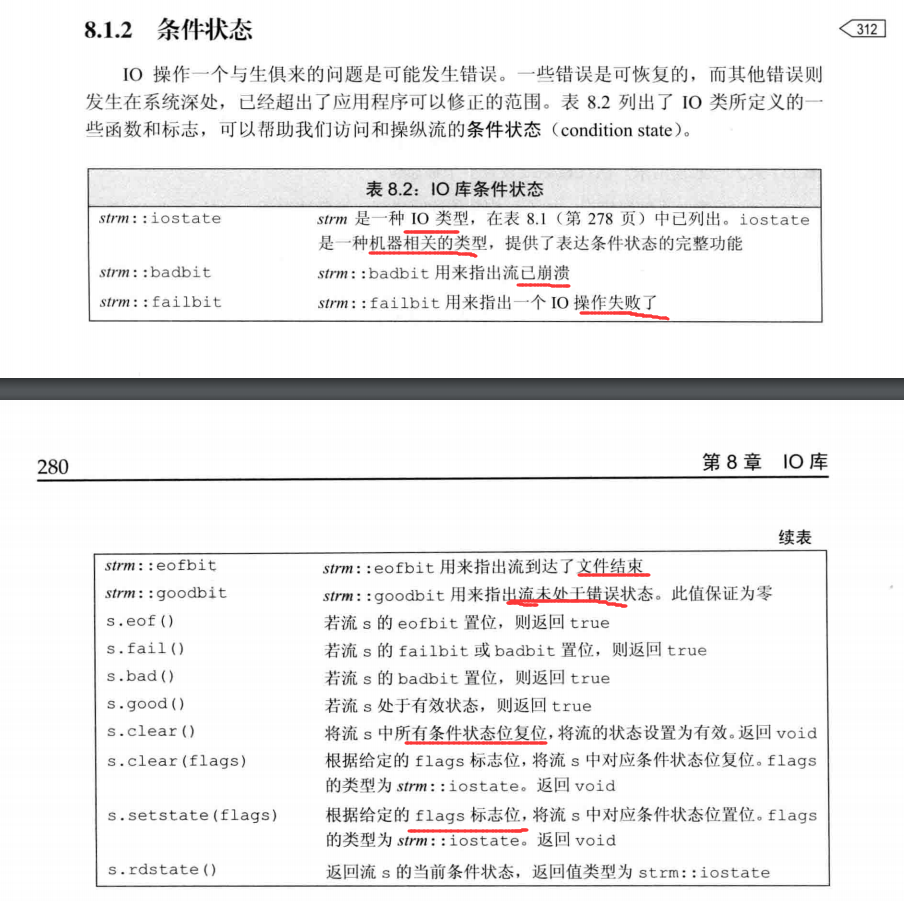 8.1.2 条件状态
312
IO 操作一个与生俱来的问题是可能发生错误。一些错误是可恢复的，而其他错误则
发生在系统深处，已经超出了应用程序可以修正的范围。表 8.2 列出了 IO 类所定义的一
些函数和标志，可以帮助我们访问和操纵流的条件状态（condition state）。
表 8.2：IO 库条件状态
strm::iostate strm 是一种 IO 类型，在表 8.1（第 278 页）中已列出。iostate
是一种机器相关的类型，提供了表达条件状态的完整功能
strm::badbit strm::badbit 用来指出流已崩溃
strm::failbit strm::failbit 用来指出一个 IO 操作失败了
280 第 8 章 IO 库
续表
strm::eofbit strm::eofbit 用来指出流到达了文件结束
strm::goodbit strm::goodbit 用来指出流未处于错误状态。此值保证为零
s.eof() 若流 s 的 eofbit 置位，则返回 true
s.fail() 若流 s 的 failbit 或 badbit 置位，则返回 true
s.bad() 若流 s 的 badbit 置位，则返回 true
s.good() 若流 s 处于有效状态，则返回 true
s.clear() 将流 s 中所有条件状态位复位，将流的状态设置为有效。返回 void
s.clear(flags) 根据给定的 flags 标志位，将流 s 中对应条件状态位复位。flags
的类型为 strm::iostate。返回 void
s.setstate(flags) 根据给定的 flags 标志位，将流 s 中对应条件状态位置位。flags
的类型为 strm::iostate。返回 void
s.rdstate() 返回流 s 的当前条件状态，返回值类型为 strm::iostate